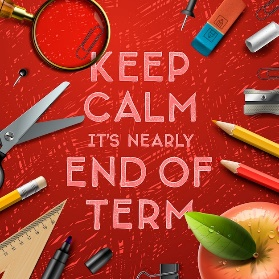 KEEP
CALM
IT'S NEARLY
END OF
TERM